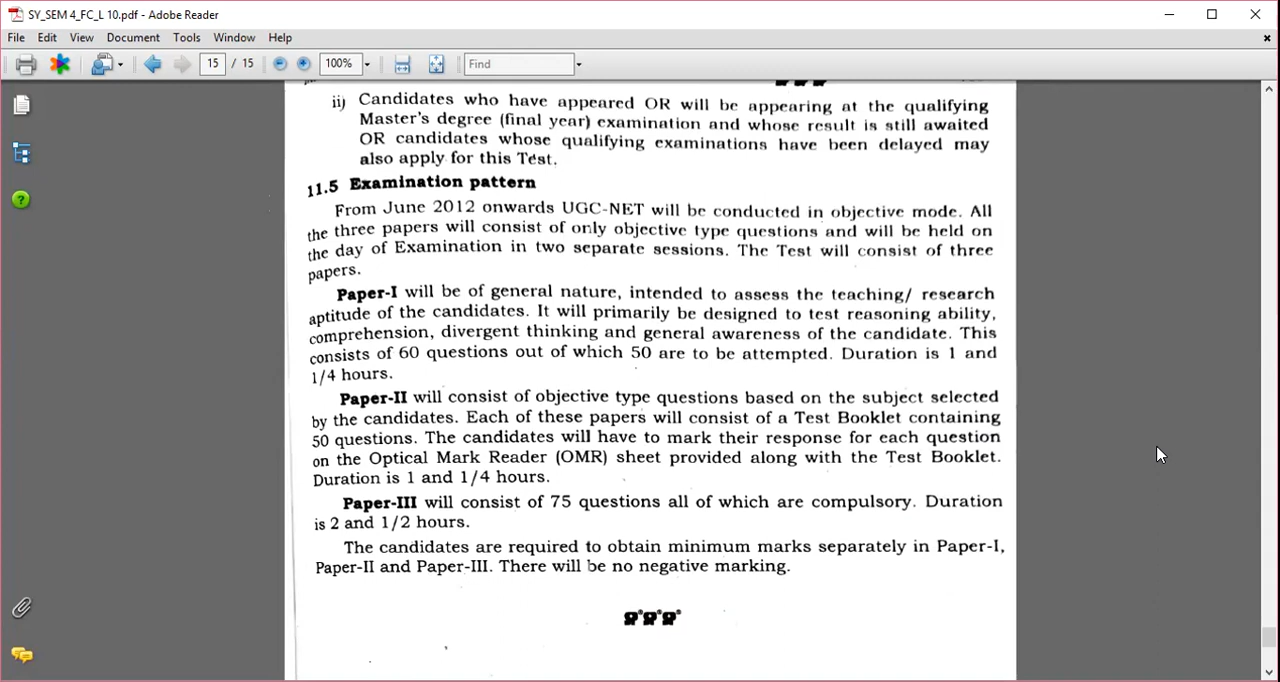 SY_SEM 4_FC_L 10.pdf - Adobe Reader
File Edit View Document Tools Window Help
15 / 15 100% Find
ii) Candidates who have appeared OR will be appearing at the qualifying
Master's degree (final year) examination and whose result is still awaited
OR candidates whose qualifying examinations have been delayed may
also apply for this Test.
11.5 Examination pattern
From June 2012 onwards UGC-NET will be conducted in objective mode. All
the three papers will consist of only objective type questions and will be held on
the day of Examination in two separate sessions. The Test will consist of three
papers.
Paper-I will be of general nature, intended to assess the teaching/ research
aptitude of the candidates. It will primarily be designed to test reasoning ability,
comprehension, divergent thinking and general awareness of the candidate. This
consists of 60 questions out of which 50 are to be attempted. Duration is 1 and
1/4 hours.
Paper-II will consist of objective type questions based on the subject selected
by the candidates. Each of these papers will consist of a Test Booklet containing
50 questions. The candidates will have to mark their response for each question
on the Optical Mark Reader (OMR) sheet provided along with the Test Booklet.
Duration is 1 and 1/4 hours.
Paper-III will consist of 75 questions all of which are compulsory. Duration
is 2 and 1/2 hours.
The candidates are required to obtain minimum marks separately in Paper-I,
Paper-II and Paper-III. There will be no negative marking.